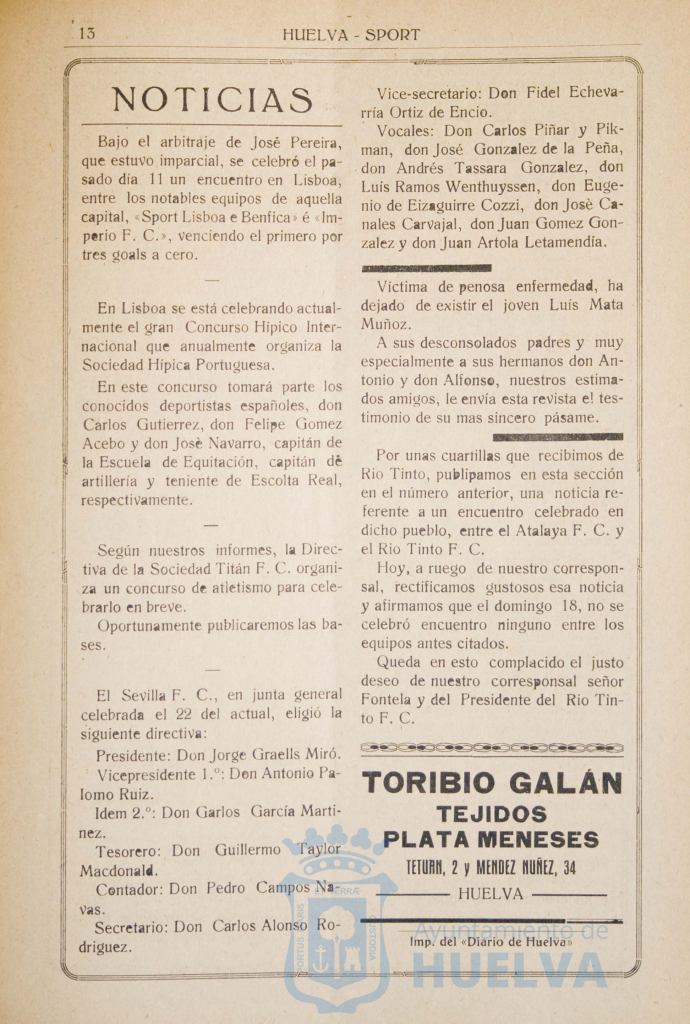 13
HUELVA - SPORT
NOTICIAS
Bajo el arbitraje de José Pereira,
que estuvo imparcial, se celebró el pa-
sado día 11 un encuentro en Lisboa,
entre los notables equipos de aquella
capital, «Sport Lisboa e Benfica» é «Im-
perio F. C.», venciendo el primero por
tres goals a cero.
—
En Lisboa se está celebrando actual-
mente el gran Concurso Hípico Inter-
nacional que anualmente organiza la
Sociedad Hípica Portuguesa.
En este concurso tomará parte los
conocidos deportistas españoles, don
Carlos Gutierrez, don Felipe Gomez
Acebo y don Josè Navarro, capitán de
la Escuela de Equitación, capitán dè
artillería y teniente de Escolta Real,
respectivamente.
—
Según nuestros informes, la Direc-
tiva de la Sociedad Titán F. C. organi-
za un concurso de atletismo para cele-
brarlo en breve.
Oportunamente publicaremos las ba-
ses.
—
El Sevilla F. C., en junta general
celebrada el 22 del actual, eligió la
siguiente directiva:
Presidente: Don Jorge Graells Miró.
Vicepresidente 1.º: Don Antonio Pa-
lomo Ruiz.
Idem 2.º: Don Garlos García Marti-
nez.
Tesorero: Don Guillermo Taylor
Macdonald.
Contador: Don Pedro Campos Na-
vas.
Secretario: Don Carlos Alonso Ro-
driguez.
Vice-secretario: Don Fidel Echeva-
rría Ortiz de Encio.
Vocales: Don Carlos Piñar y Pik-
man, don José Gonzalez de la Peña,
don Andrés Tassara Gonzalez, don
Luís Ramos Wenthuyssen, don Euge-
nio de Eizaguirre Cozzi, don Josè Ca-
nales Carvajal, don Juan Gomez Gon-
zalez y don Juan Artola Letamendía.
Víctima de penosa enfermedad, ha
dejado de existir el joven Luís Mata
Muñoz.
A sus desconsolados padres y muy
especialmente a sus hermanos don An-
tonio y don Alfonso, nuestros estima-
dos amigos, le envía esta revista el tes-
timonio de su mas sincero pásame.
Por unas cuartillas que recibimos de
Rio Tinto, publipamos en esta sección
en el número anterior, una noticia re-
ferente a un encuentro celebrado en
dicho pueblo, entre el Atalaya F. C. y
el Rio Tinto F. C.
Hoy, a ruego de nuestro correspon-
sal, rectificamos gustosos esa noticia
y afirmamos que el domingo 18, no se
celebró encuentro ninguno entre los
equipos antes citados.
Queda en esto complacido el justo
deseo de nuestro corresponsal señor
Fontela y del Presidente del Rio Tin-
to F. C.
TORIBIO GALÁN
TEJIDOS
PLATA MENESES
TETURN, 2 y MENDEZ NUÑEZ, 34
HUELVA
Imp. del «Diario de Huelva»
Ayuntamiento de
HUELVA
PORTUS MARIS
ET TERRÆ
CUSTODIA